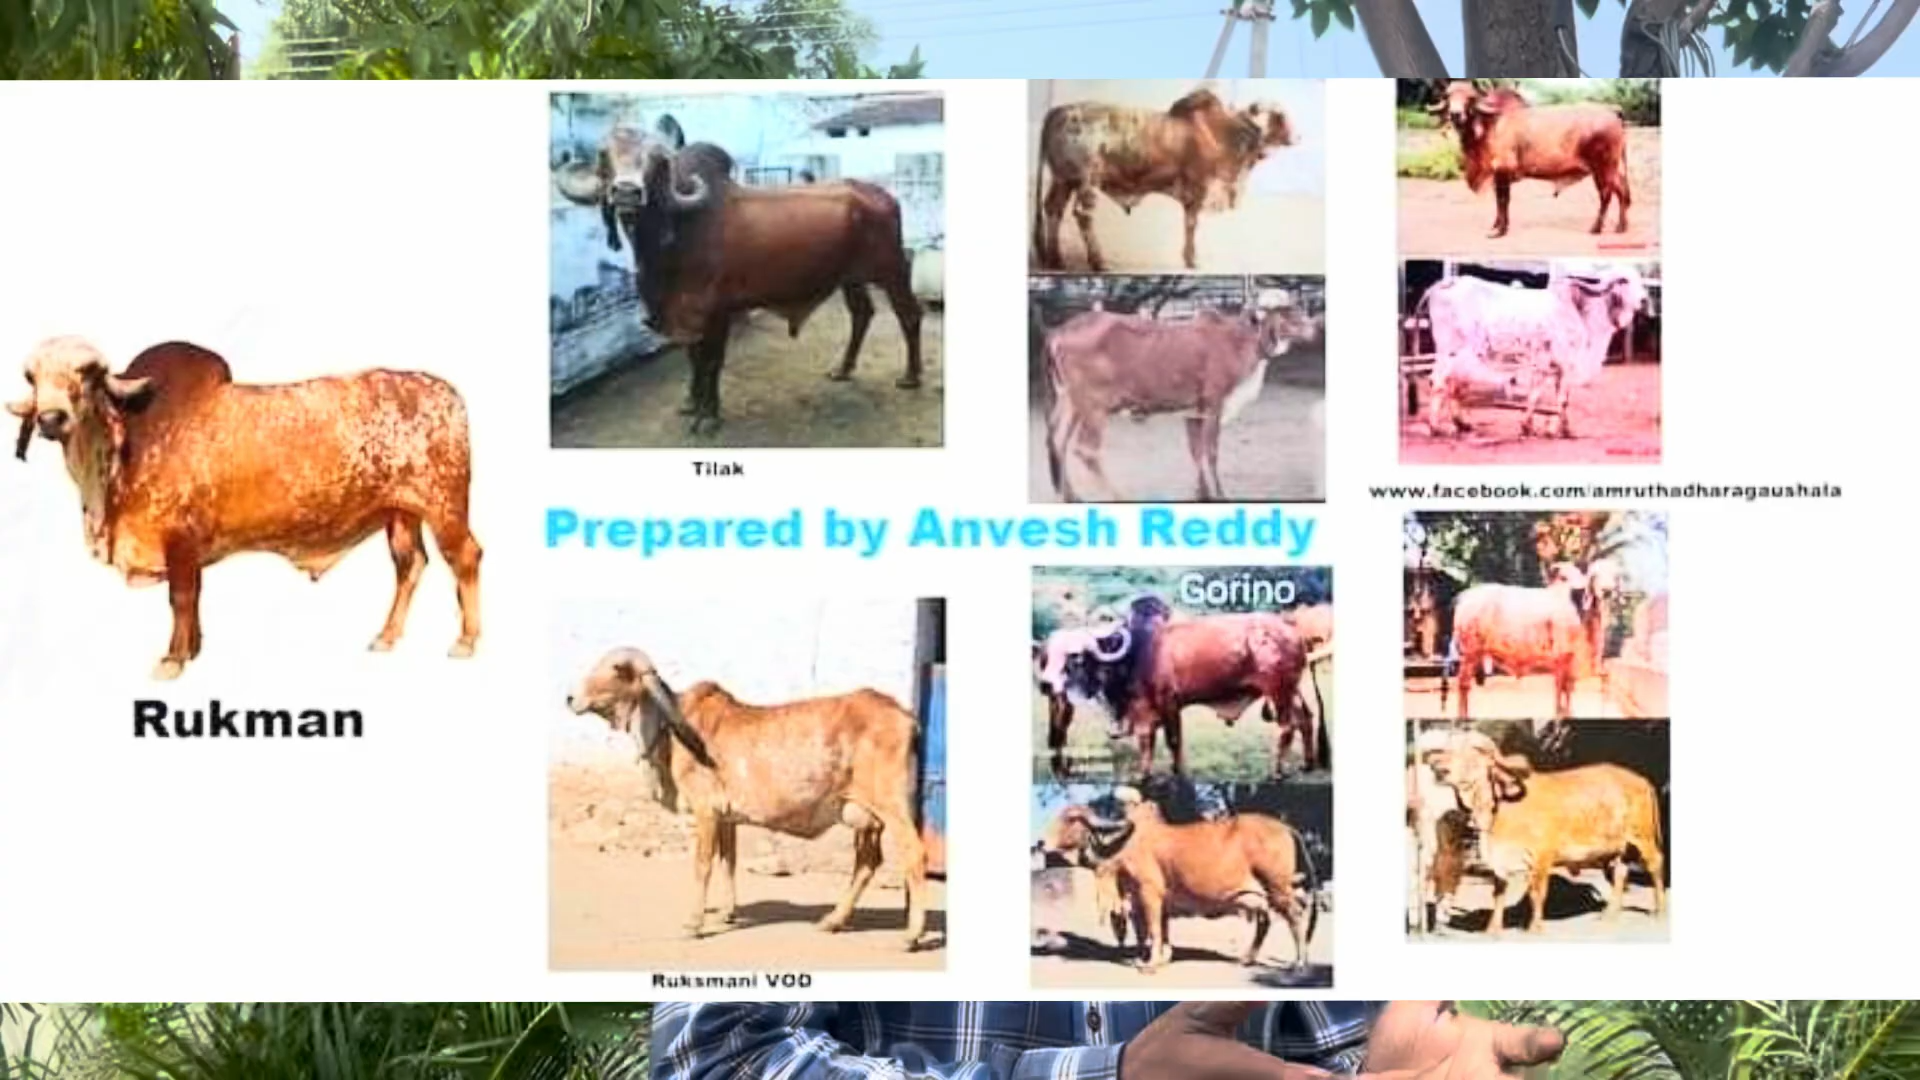 Tilak
www.facebook.com/amruthadharagaushala
Prepared by Anvesh Reddy
Gorino
Rukman
Ruksmani VOD